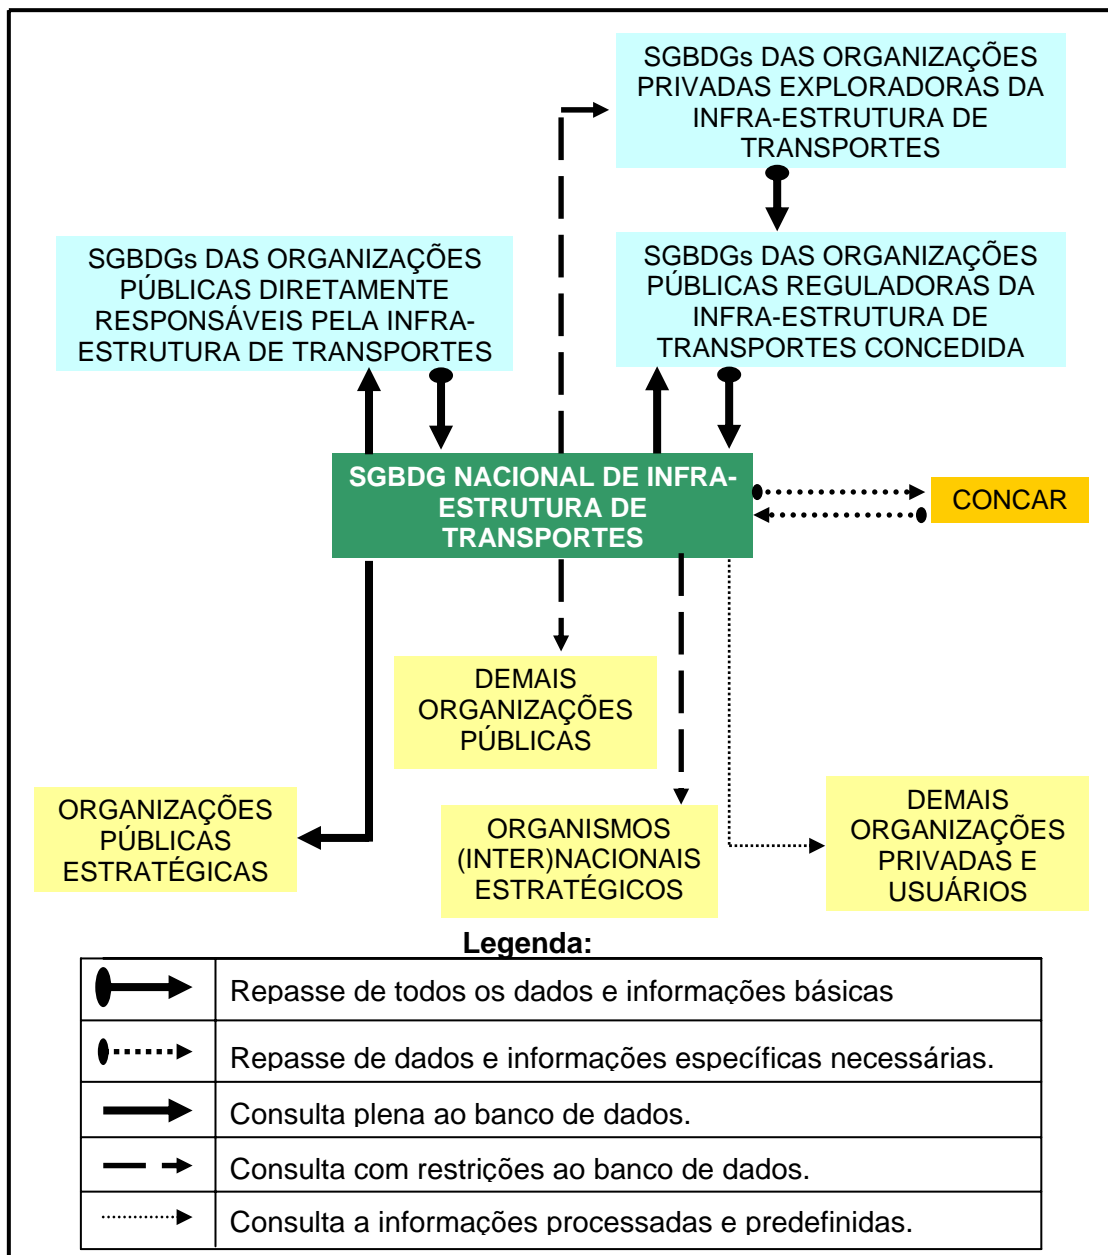 SGBDGs DAS ORGANIZAÇÕES
PRIVADAS EXPLORADORAS DA
INFRA-ESTRUTURA DE
TRANSPORTES
SGBDGs DAS ORGANIZAÇÕES
PÚBLICAS DIRETAMENTE
RESPONSÁVEIS PELA INFRA-
ESTRUTURA DE TRANSPORTES
SGBDGs DAS ORGANIZAÇÕES
PÚBLICAS REGULADORAS DA
INFRA-ESTRUTURA DE
TRANSPORTES CONCEDIDA
SGBDG NACIONAL DE INFRA-
ESTRUTURA DE
TRANSPORTES
CONCAR
DEMAIS
ORGANIZAÇÕES
PÚBLICAS
ORGANIZAÇÕES
PÚBLICAS
ESTRATÉGICAS
ORGANISMOS
(INTER)NACIONAIS
ESTRATÉGICOS
DEMAIS
ORGANIZAÇÕES
PRIVADAS E
USUÁRIOS
Legenda:
Repasse de todos os dados e informações básicas
Repasse de dados e informações específicas necessárias.
Consulta plena ao banco de dados.
Consulta com restrições ao banco de dados.
Consulta a informações processadas e predefinidas.